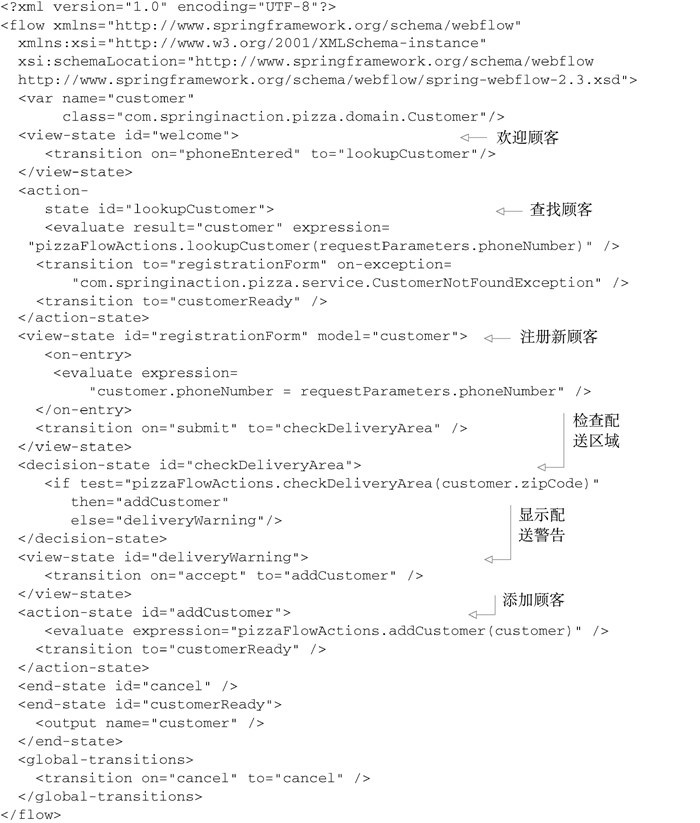 <?xml version="1.0" encoding="UTF-8"?>
<flow xmlns="http://www.springframework.org/schema/webflow"
xmlns:xsi="http://www.w3.org/2001/XMLSchema-instance"
xsi:schemaLocation="http://www.springframework.org/schema/webflow
http://www.springframework.org/schema/webflow/spring-webflow-2.3.xsd">
<var name="customer"
class="com.springinaction.pizza.domain.Customer"/>
<view-state id="welcome"> 欢迎顾客
<transition on="phoneEntered" to="lookupCustomer"/>
</view-state>
<action-
state id="lookupCustomer"> 查找顾客
<evaluate result="customer" expression=
"pizzaFlowActions.lookupCustomer(requestParameters.phoneNumber)" />
<transition to="registrationForm" on-exception=
"com.springinaction.pizza.service.CustomerNotFoundException" />
<transition to="customerReady" />
</action-state>
<view-state id="registrationForm" model="customer"> 注册新顾客
<on-entry>
<evaluate expression=
"customer.phoneNumber = requestParameters.phoneNumber" />
</on-entry>
<transition on="submit" to="checkDeliveryArea" />
</view-state>
检查配
送区域
<decision-state id="checkDeliveryArea">
<if test="pizzaFlowActions.checkDeliveryArea(customer.zipCode)"
then="addCustomer"
else="deliveryWarning"/>
</decision-state>
显示配
送警告
<view-state id="deliveryWarning">
<transition on="accept" to="addCustomer" />
</view-state>
<action-state id="addCustomer"> 添加顾客
<evaluate expression="pizzaFlowActions.addCustomer(customer)" />
<transition to="customerReady" />
</action-state>
<end-state id="cancel" />
<end-state id="customerReady">
<output name="customer" />
</end-state>
<global-transitions>
<transition on="cancel" to="cancel" />
</global-transitions>
</flow>